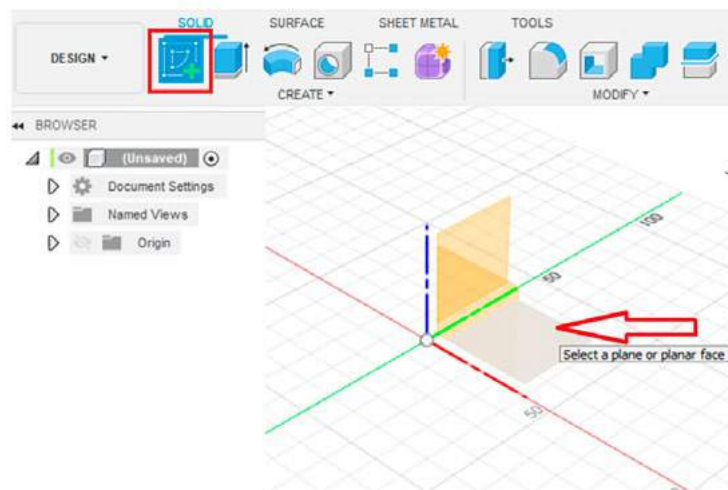 SOLID SURFACE SHEET METAL TOOLS
DESIGN
CREATE MODIFY
BROWSER
(Unsaved)
Document Settings
Named Views
Origin
100
50
Select a plane or planar face
50